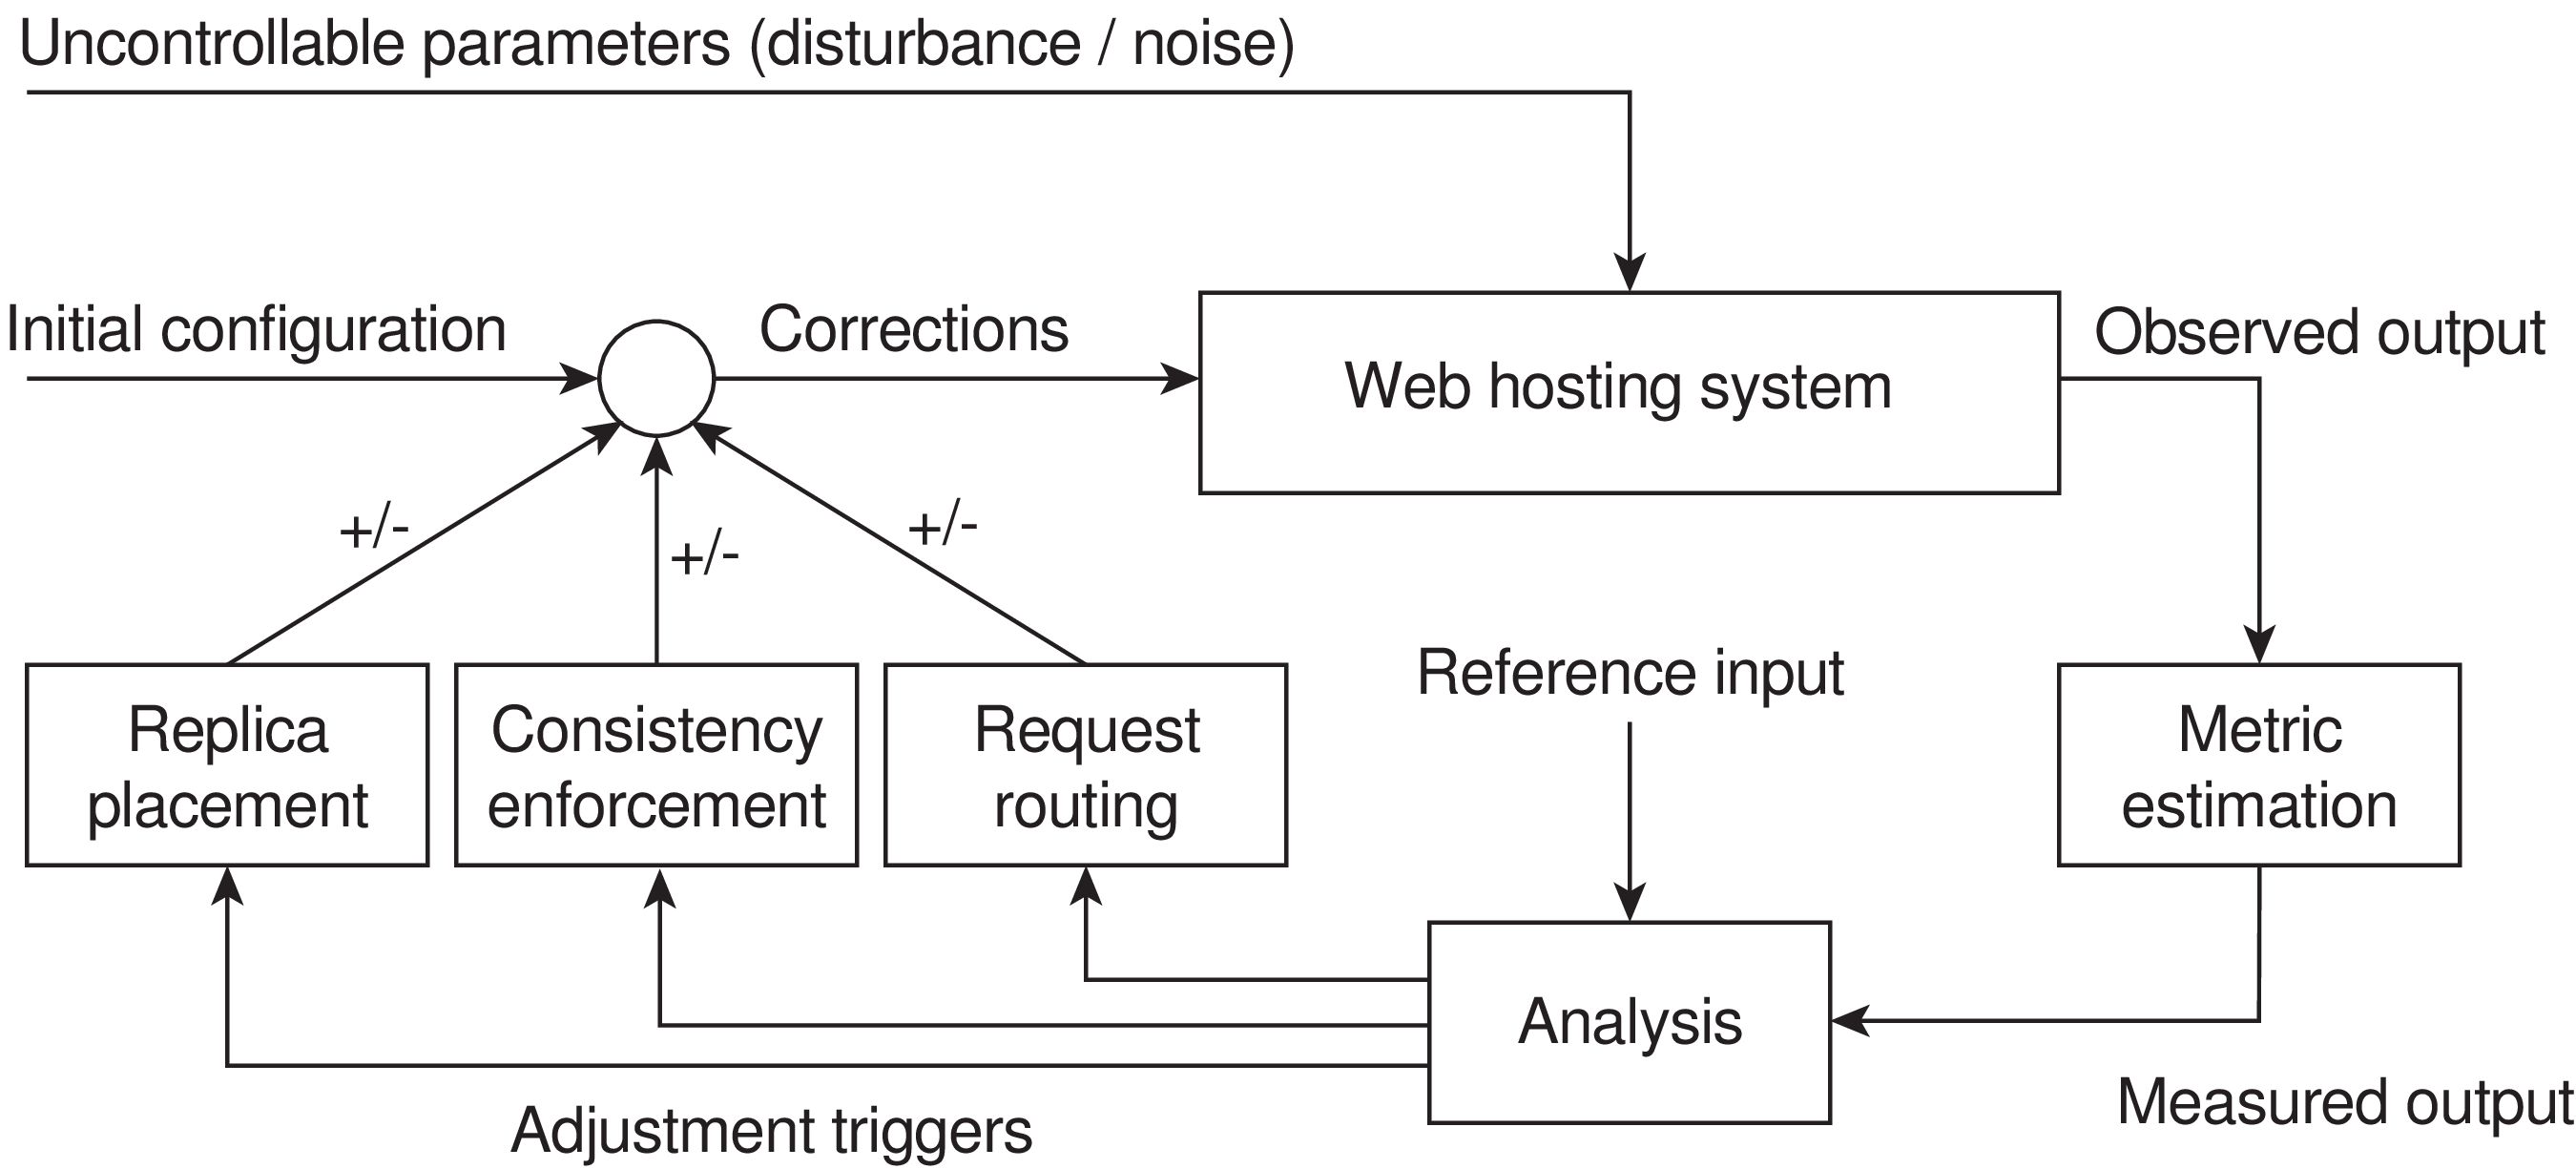 Uncontrollable parameters (disturbance / noise)
Initial configuration
Corrections
Web hosting system
Observed output
+/-
+/-
+/-
Replica
placement
Consistency
enforcement
Request
routing
Reference input
Metric
estimation
Analysis
Adjustment triggers
Measured output